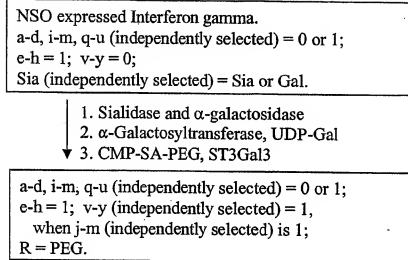 NSO expressed Interferon gamma.
a-d, i-m, q-u (independently selected) = 0 or 1;
e-h = 1; v-y = 0;
Sia (independently selected) = Sia or Gal.
1. Sialidase and α-galactosidase
2. α-Galactosyltransferase, UDP-Gal
3. CMP-SA-PEG, ST3Gal3
a-d, i-m, q-u (independently selected) = 0 or 1;
e-h = 1; v-y (independently selected) = 1,
when j-m (independently selected) is 1;
R = PEG.